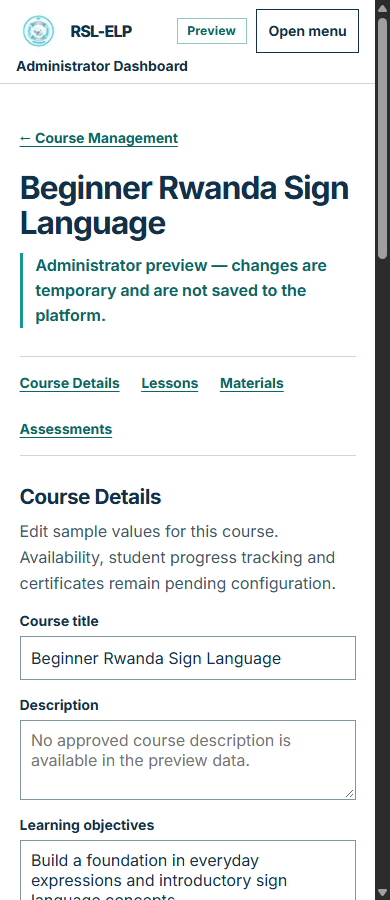 RSL-ELP
Preview
Open menu
Administrator Dashboard
← Course Management
Beginner Rwanda Sign
Language
Administrator preview — changes are
temporary and are not saved to the
platform.
Course Details
Lessons
Materials
Assessments
Course Details
Edit sample values for this course.
Availability, student progress tracking and
certificates remain pending configuration.
Course title
Beginner Rwanda Sign Language
Description
No approved course description is
available in the preview data.
Learning objectives
Build a foundation in everyday
expressions and introductory sign
language concepts.